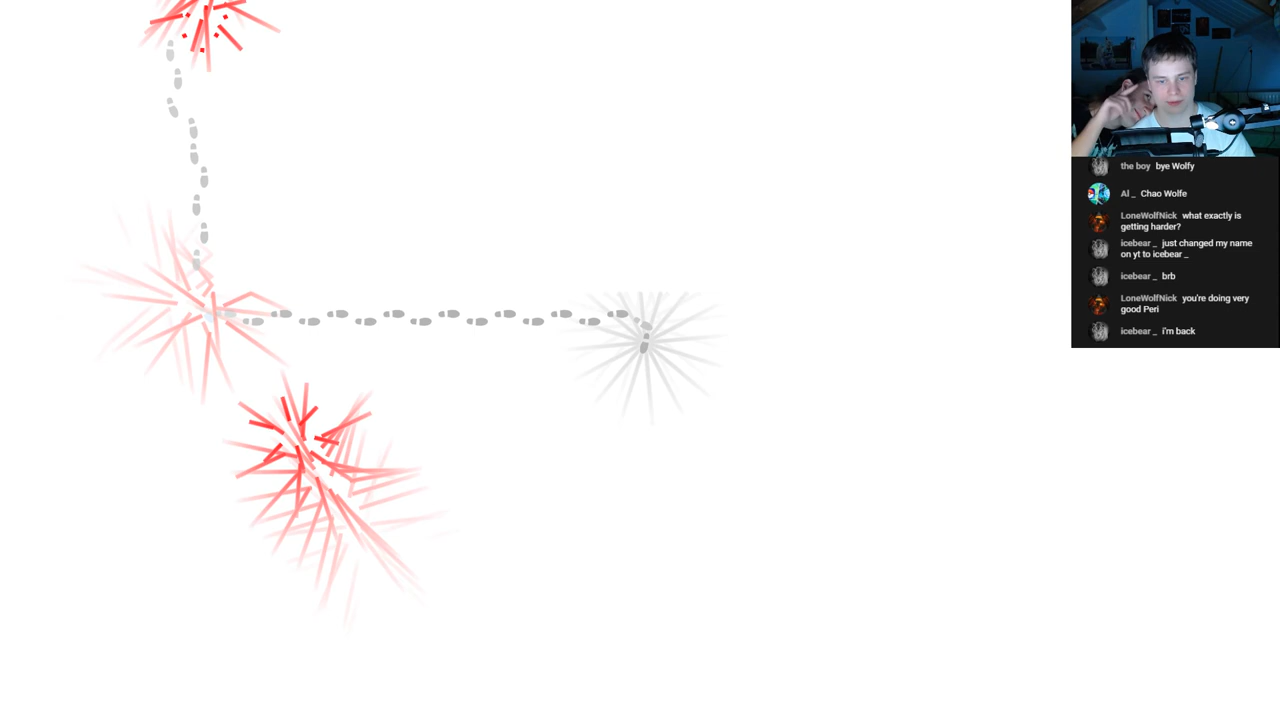 the boy bye Wolfy
Al _ Chao Wolfe
LoneWolfNick what exactly is
getting harder?
icebear _ just changed my name
on yt to icebear _
icebear _ brb
LoneWolfNick you're doing very
good Peri
icebear _ i'm back